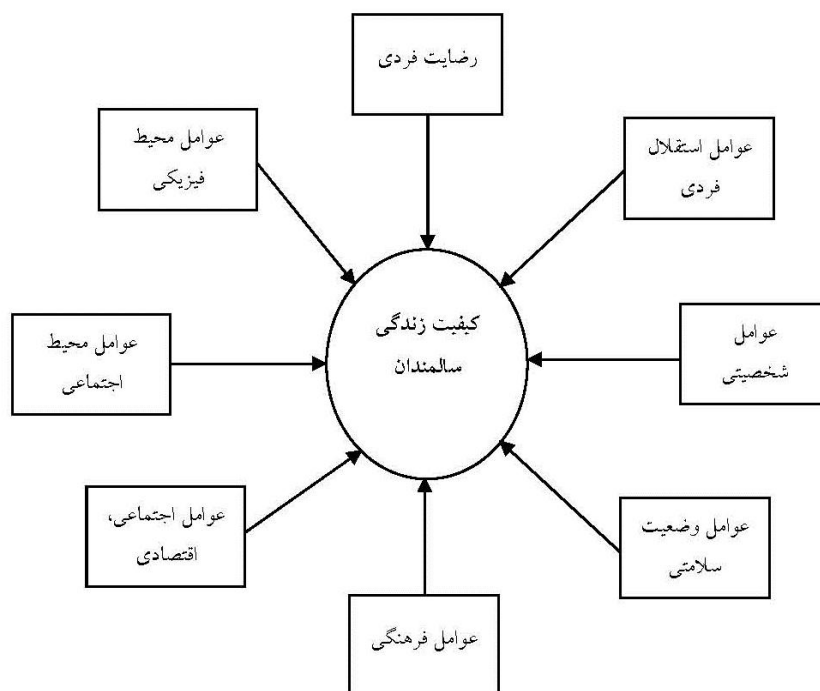 رضایت فردی
عوامل استقلال
فردی
عوامل محیط
فیزیکی
کیفیت زندگی
سالمندان
عوامل
شخصیتی
عوامل محیط
اجتماعی
عوامل وضعیت
سلامتی
عوامل اجتماعی،
اقتصادی
عوامل فرهنگی